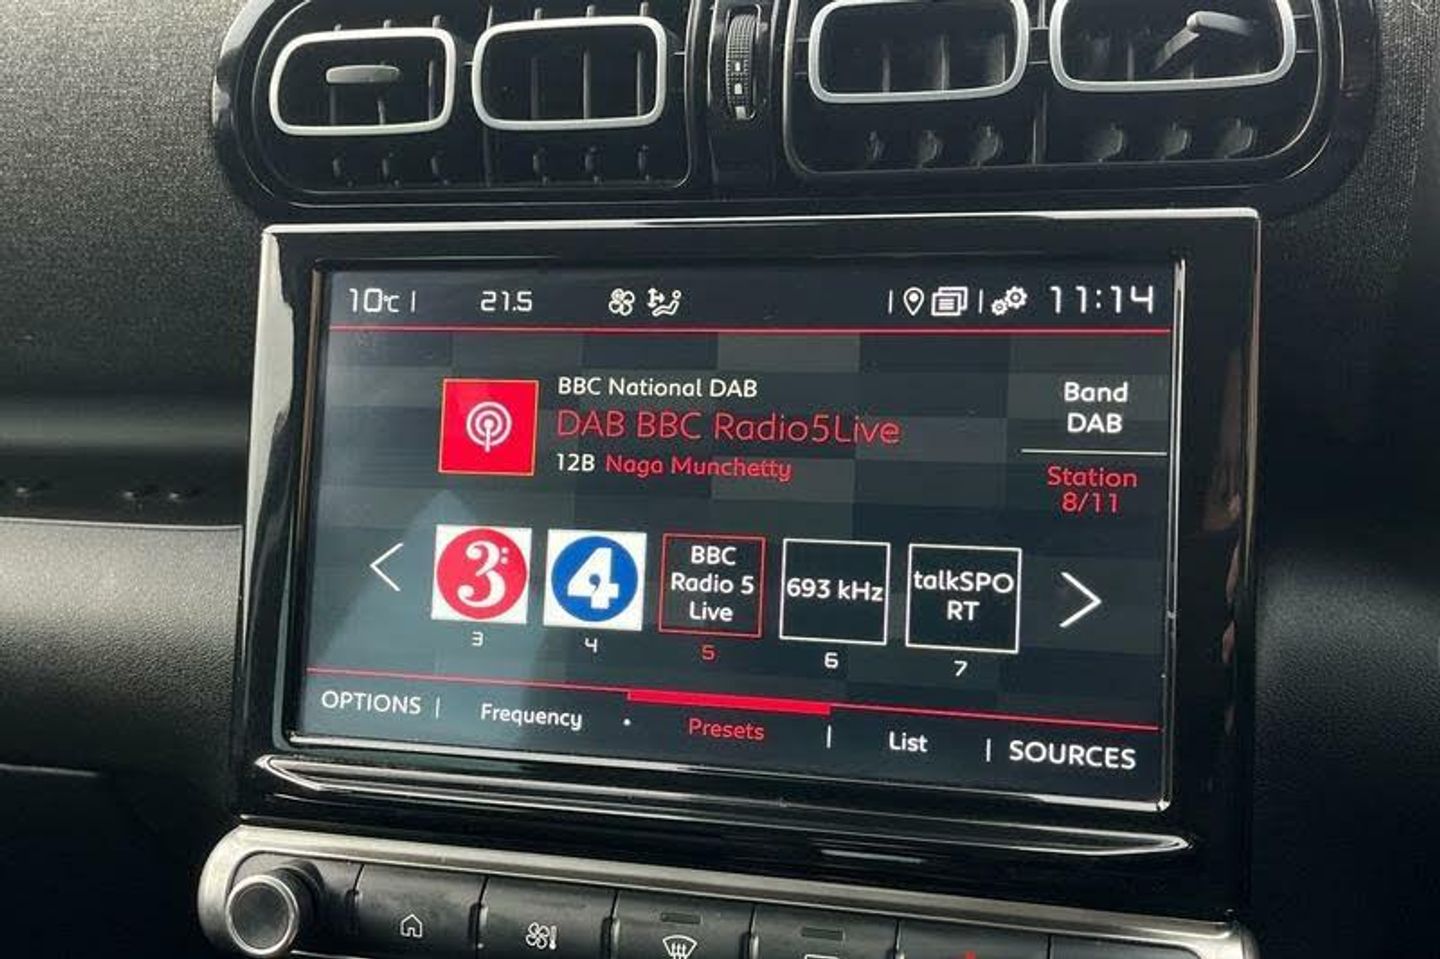 10°C | 21.5 11:14
BBC National DAB
DAB BBC Radio5Live
12B Naga Munchetty
Band
DAB
Station
8/11
3
4
BBC
Radio 5
Live
693 kHz
talkSPO
RT
3
4
5
6
7
OPTIONS | Frequency • Presets | List | SOURCES